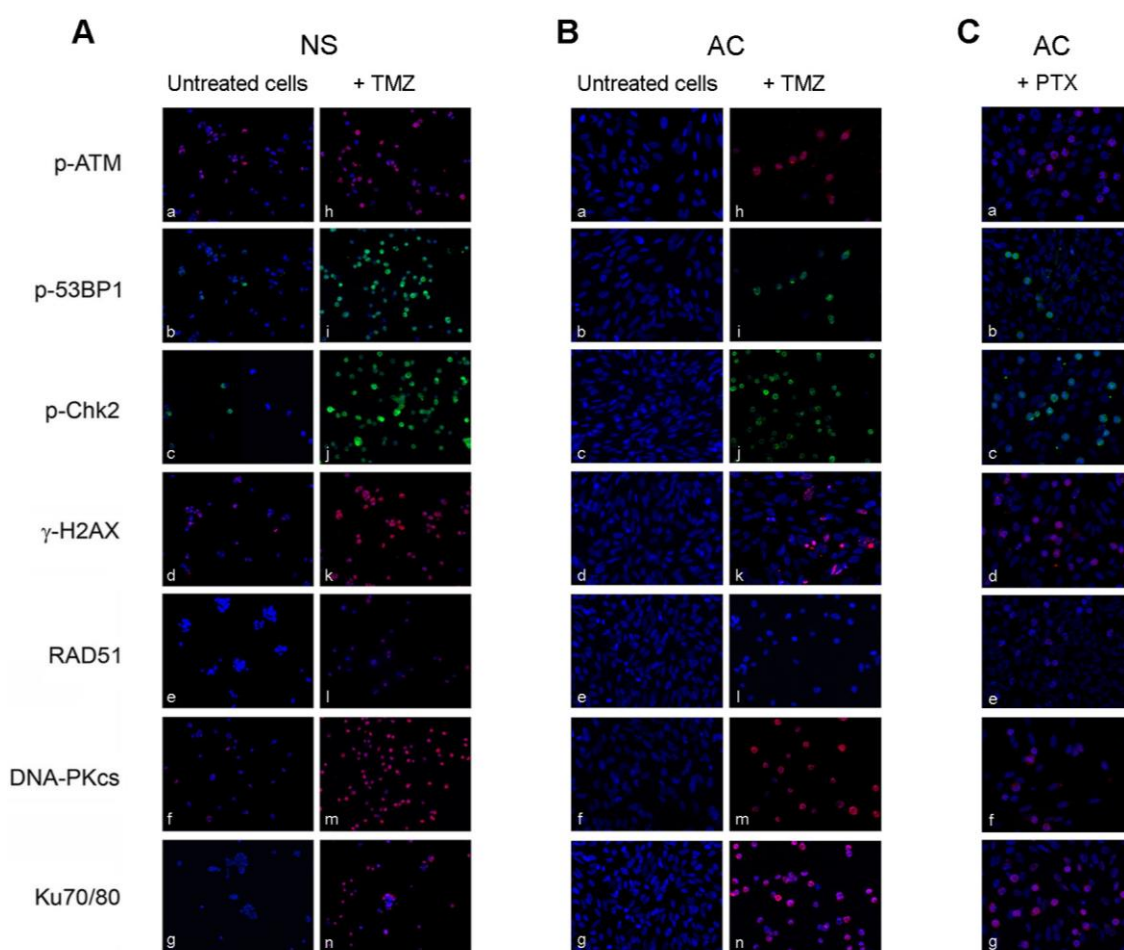 A
NS
B
AC
C
AC
Untreated cells
+ TMZ
Untreated cells
+ TMZ
+ PTX
p-ATM
a
h
a
h
a
p-53BP1
b
i
b
i
b
p-Chk2
c
j
c
j
c
γ-H2AX
d
k
d
k
d
RAD51
e
l
e
l
e
DNA-PKcs
f
m
f
m
f
Ku70/80
g
n
g
n
g